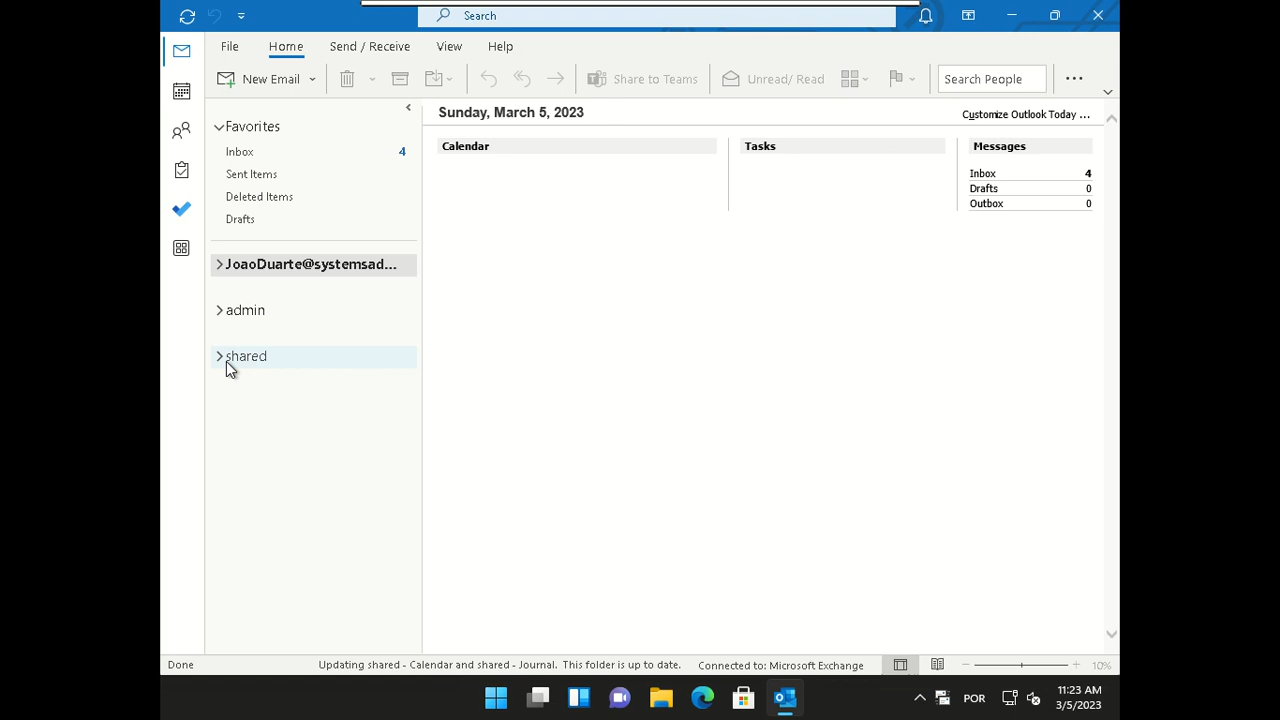 Search
File
Home
Send / Receive
View
Help
New Email
Share to Teams
Unread/ Read
Search People
Favorites
Inbox 4
Sent Items
Deleted Items
Drafts
JoaoDuarte@systemsad...
admin
shared
Sunday, March 5, 2023
Customize Outlook Today ...
Calendar
Tasks
Messages
Inbox 4
Drafts 0
Outbox 0
Done
Updating shared - Calendar and shared - Journal. This folder is up to date.
Connected to: Microsoft Exchange
10%
POR
11:23 AM
3/5/2023